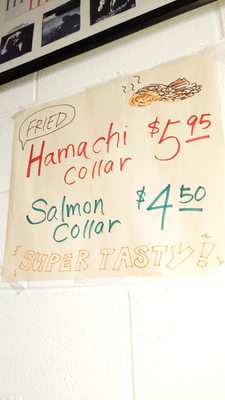 FRIED
Hamachi $5.95
collar
Salmon $4.50
collar
SUPER TASTY!